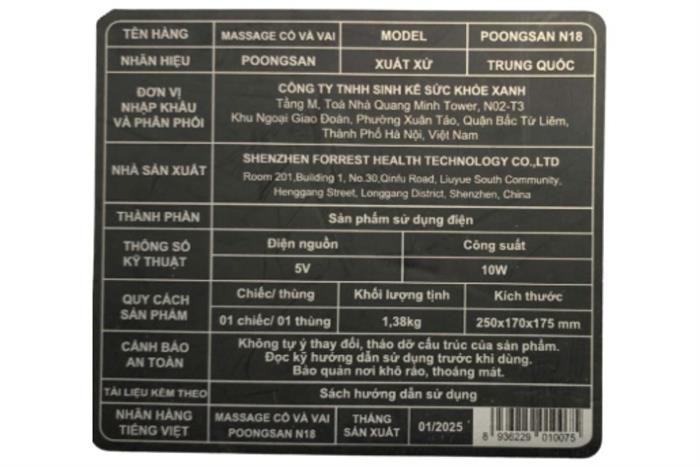 TÊN HÀNG MASSAGE CỔ VÀ VAI MODEL POONGSAN N18
NHÃN HIỆU POONGSAN XUẤT XỨ TRUNG QUỐC
ĐƠN VỊ NHẬP KHẨU VÀ PHÂN PHỐI
CÔNG TY TNHH SINH KẾ SỨC KHỎE XANH
Tầng M, Toà Nhà Quang Minh Tower, N02-T3
Khu Ngoại Giao Đoàn, Phường Xuân Tảo, Quận Bắc Từ Liêm,
Thành Phố Hà Nội, Việt Nam
NHÀ SẢN XUẤT
SHENZHEN FORREST HEALTH TECHNOLOGY CO.,LTD
Room 201,Building 1, No.30,Qinfu Road, Liuyue South Community,
Henggang Street, Longgang District, Shenzhen, China
THÀNH PHẦN Sản phẩm sử dụng điện
THÔNG SỐ KỸ THUẬT
Điện nguồn Công suất
5V 10W
QUY CÁCH SẢN PHẨM
Chiếc/ thùng Khối lượng tịnh Kích thước
01 chiếc/ 01 thùng 1,38kg 250x170x175 mm
CẢNH BÁO AN TOÀN
Không tự ý thay đổi, tháo dỡ cấu trúc của sản phẩm.
Đọc kỹ hướng dẫn sử dụng trước khi dùng.
Bảo quản nơi khô ráo, thoáng mát.
TÀI LIỆU KÈM THEO Sách hướng dẫn sử dụng
NHÃN HÀNG TIẾNG VIỆT
MASSAGE CỔ VÀ VAI
POONGSAN N18
THÁNG SẢN XUẤT
01/2025
8 936229 010075